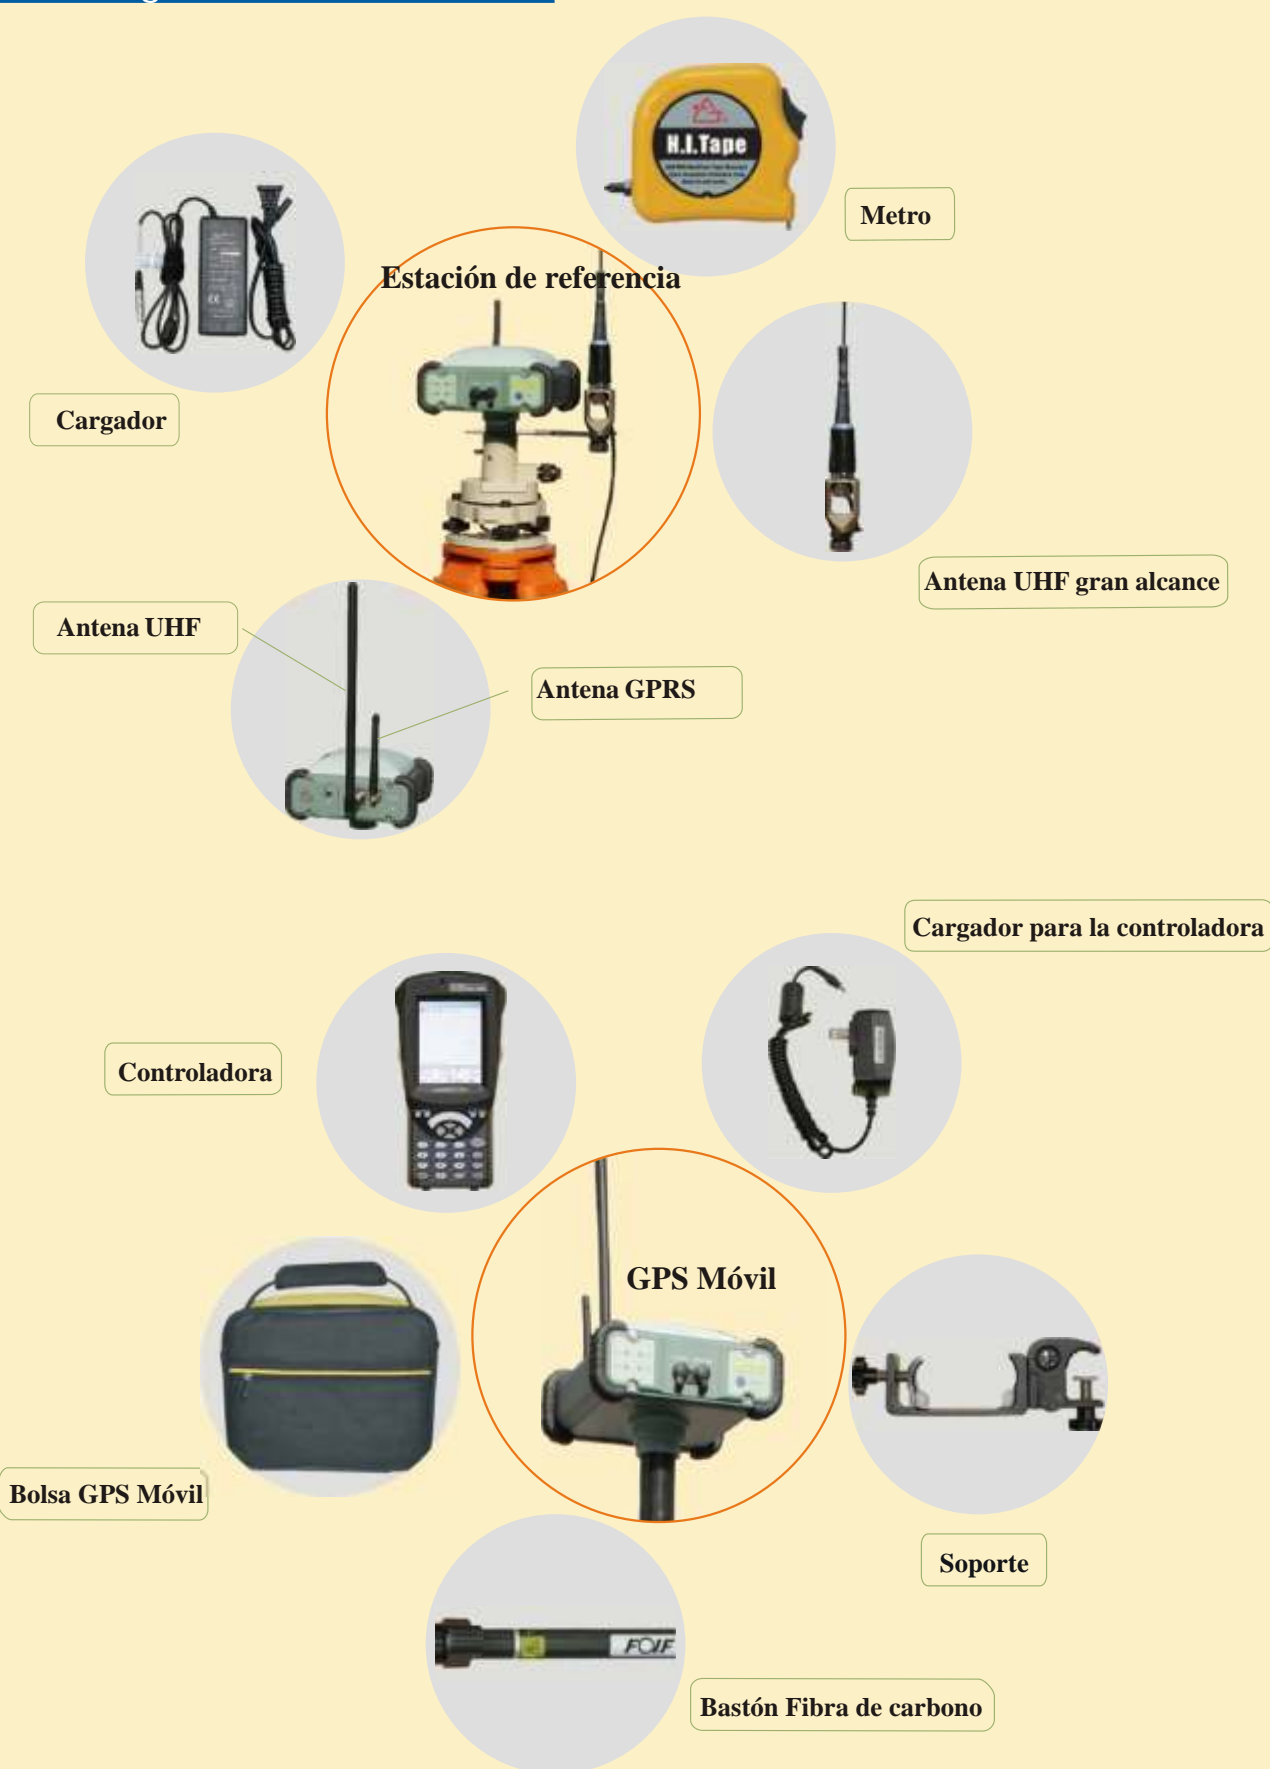 H.I.Tape
Metro
Estación de referencia
Cargador
Antena UHF gran alcance
Antena UHF
Antena GPRS
Cargador para la controladora
Controladora
GPS Móvil
Bolsa GPS Móvil
Soporte
FOIF
Bastón Fibra de carbono